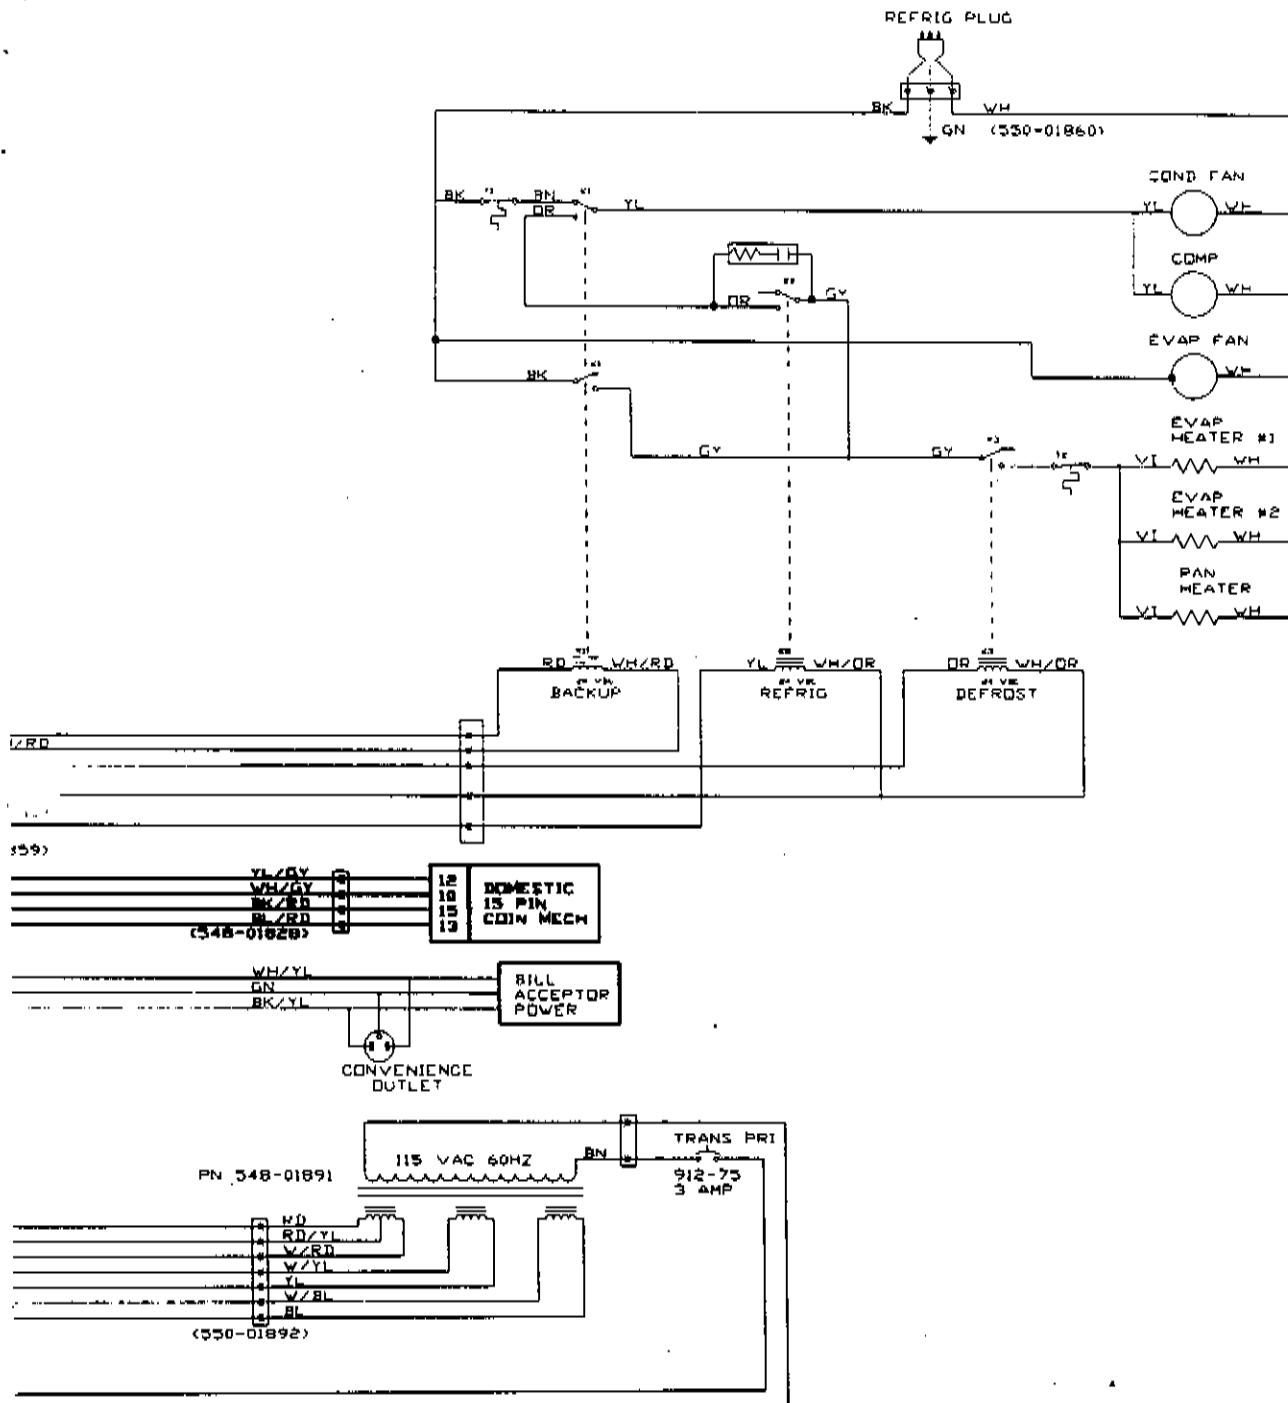 REFRIG PLUG
BK
WH
GN
(550-01860)
COND FAN
BK
OR
YL
YL
WH
COMP
OR
GY
YL
WH
EVAP FAN
WH
BK
EVAP
HEATER #1
GY
GY
VI
WH
EVAP
HEATER #2
VI
WH
PAN
HEATER
VI
WH
RD
WH/RD
YL
WH/OR
OR
WH/OR
BACKUP
REFRIG
DEFROST
/RD
359)
YL/GY
WH/GY
BK/RD
BL/RD
(548-01828)
DOMESTIC
15 PIN
COIN MECH
WH/YL
GN
BK/YL
BILL
ACCEPTOR
POWER
CONVENIENCE
OUTLET
TRANS PRI
115 VAC 60HZ
BN
PN 548-01891
912-75
3 AMP
RD
RD/YL
W/RD
W/YL
YL
W/BL
BL
(550-01892)